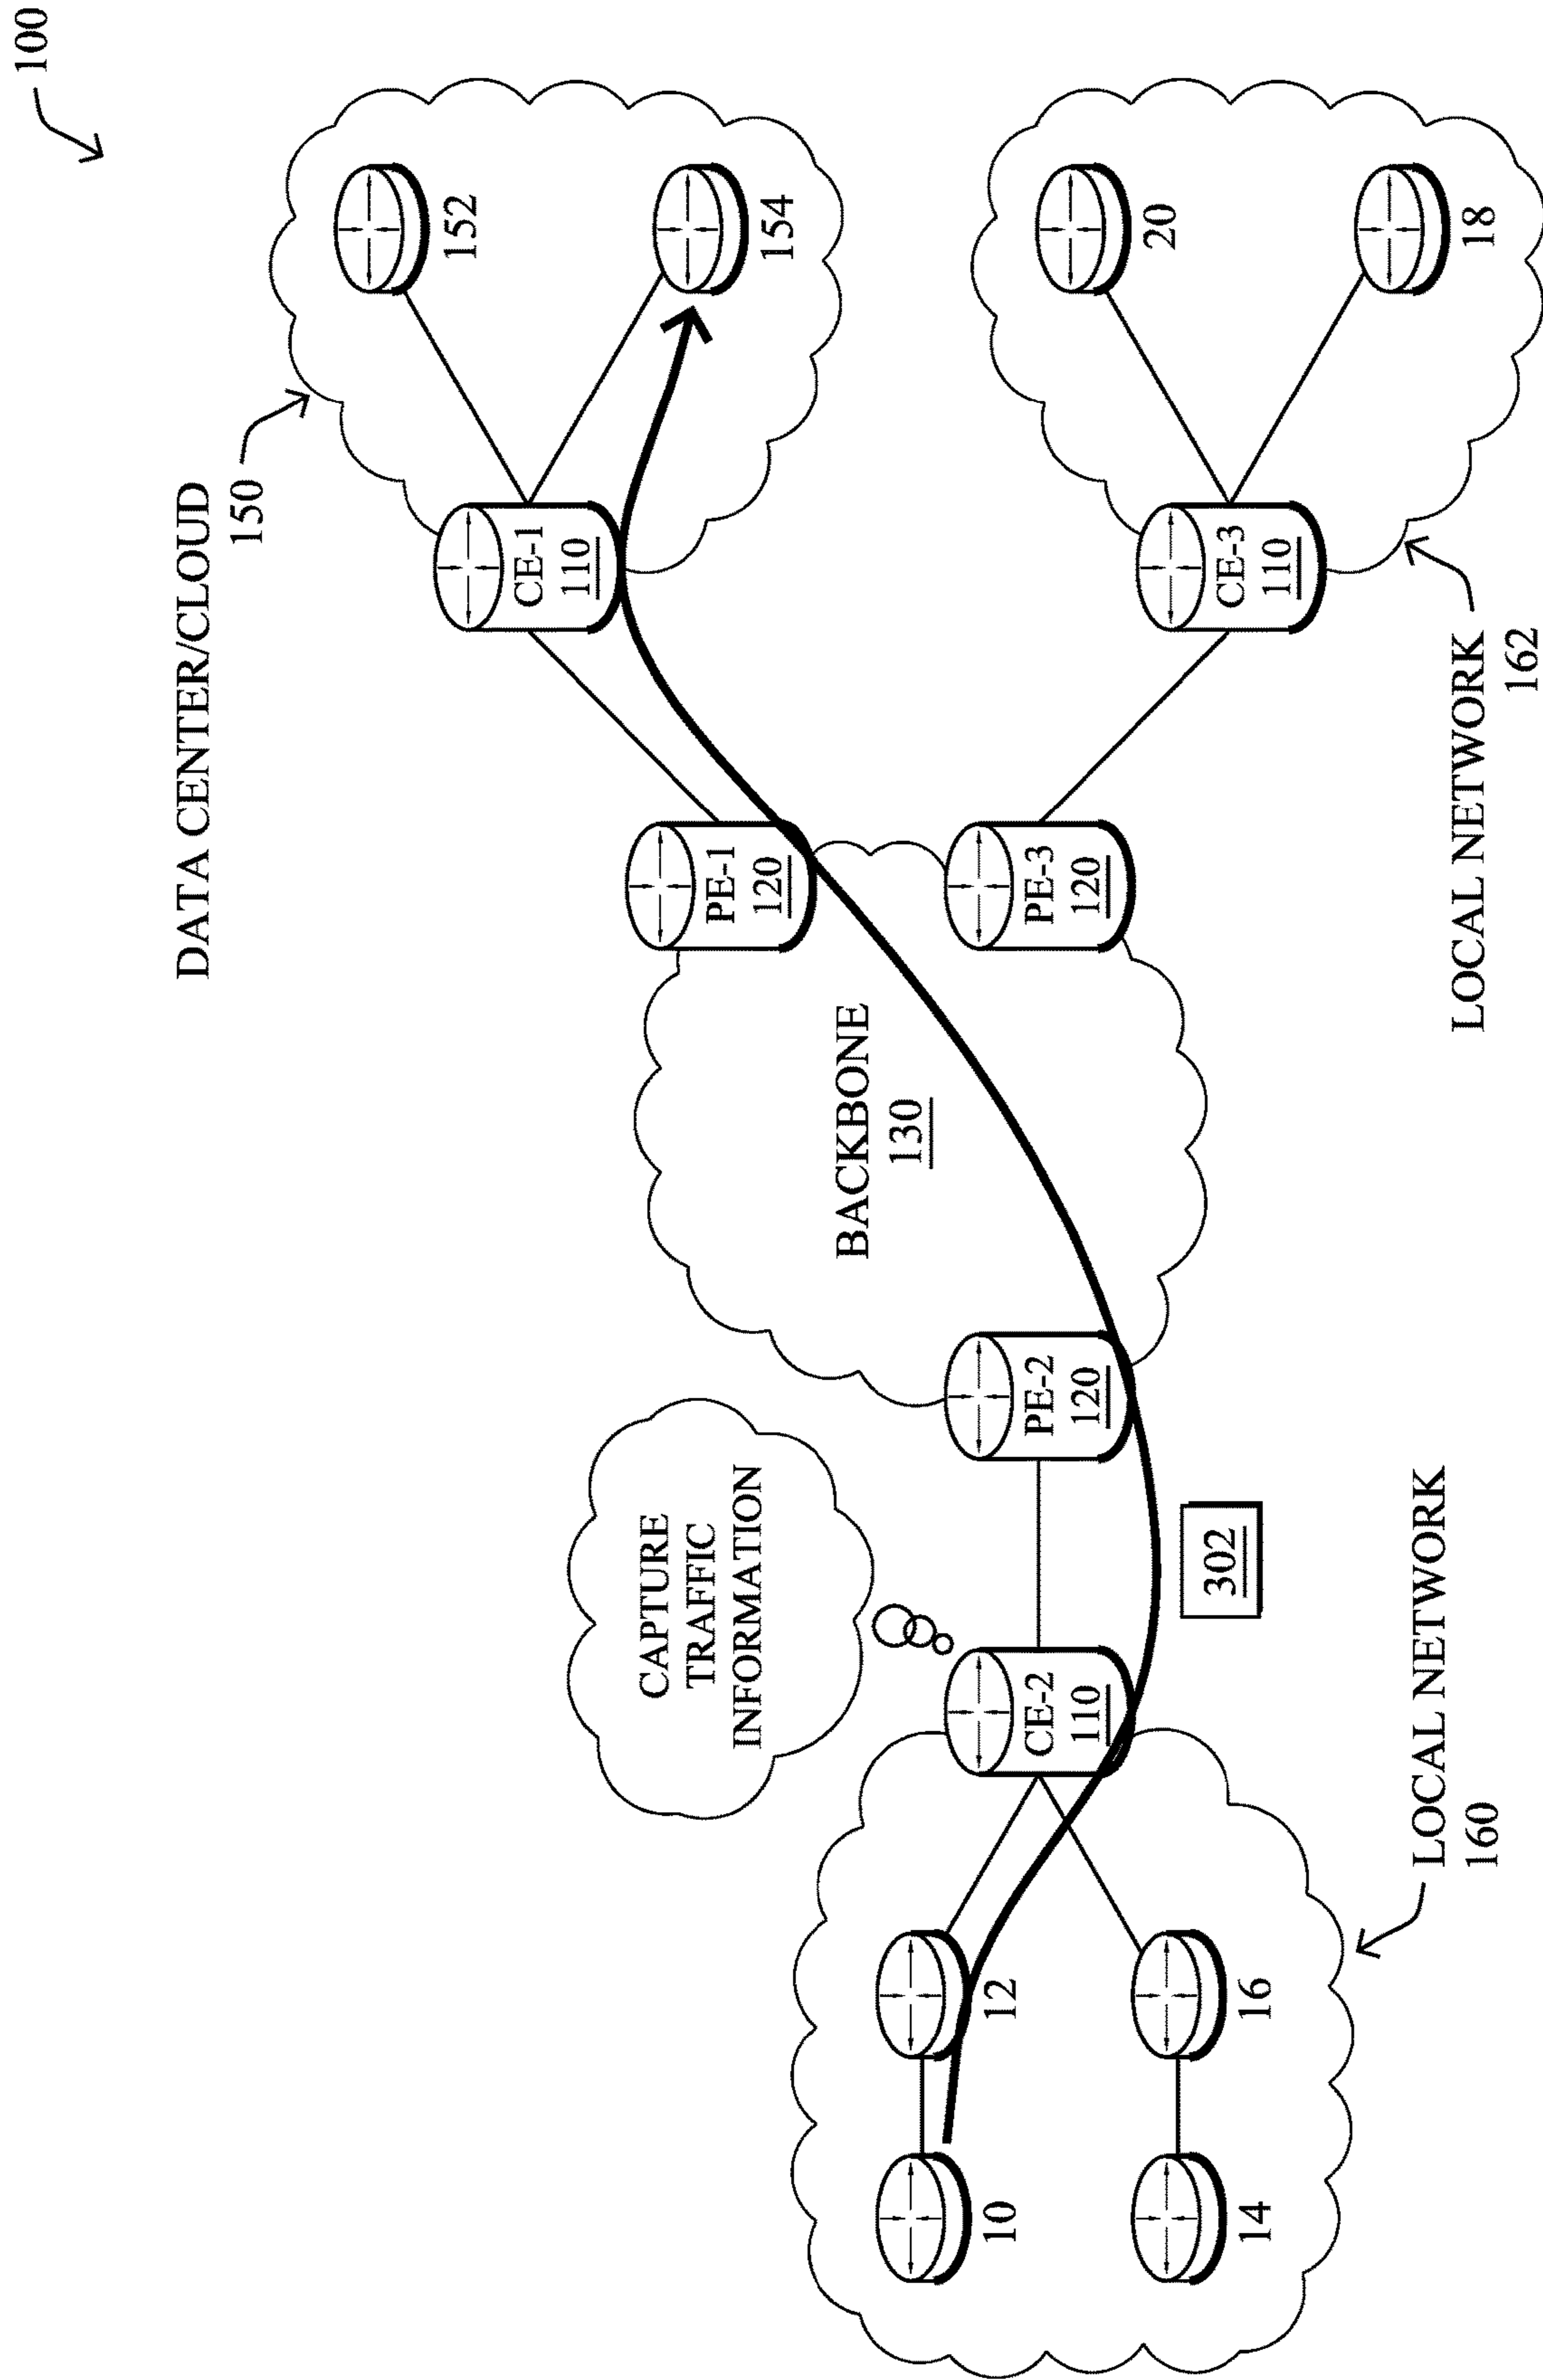 100
DATA CENTER/CLOUD
150
152
154
CE-1
110
PE-1
120
BACKBONE
130
PE-3
120
CE-3
110
20
18
LOCAL NETWORK
162
CAPTURE
TRAFFIC
INFORMATION
PE-2
120
302
CE-2
110
12
10
16
14
LOCAL NETWORK
160